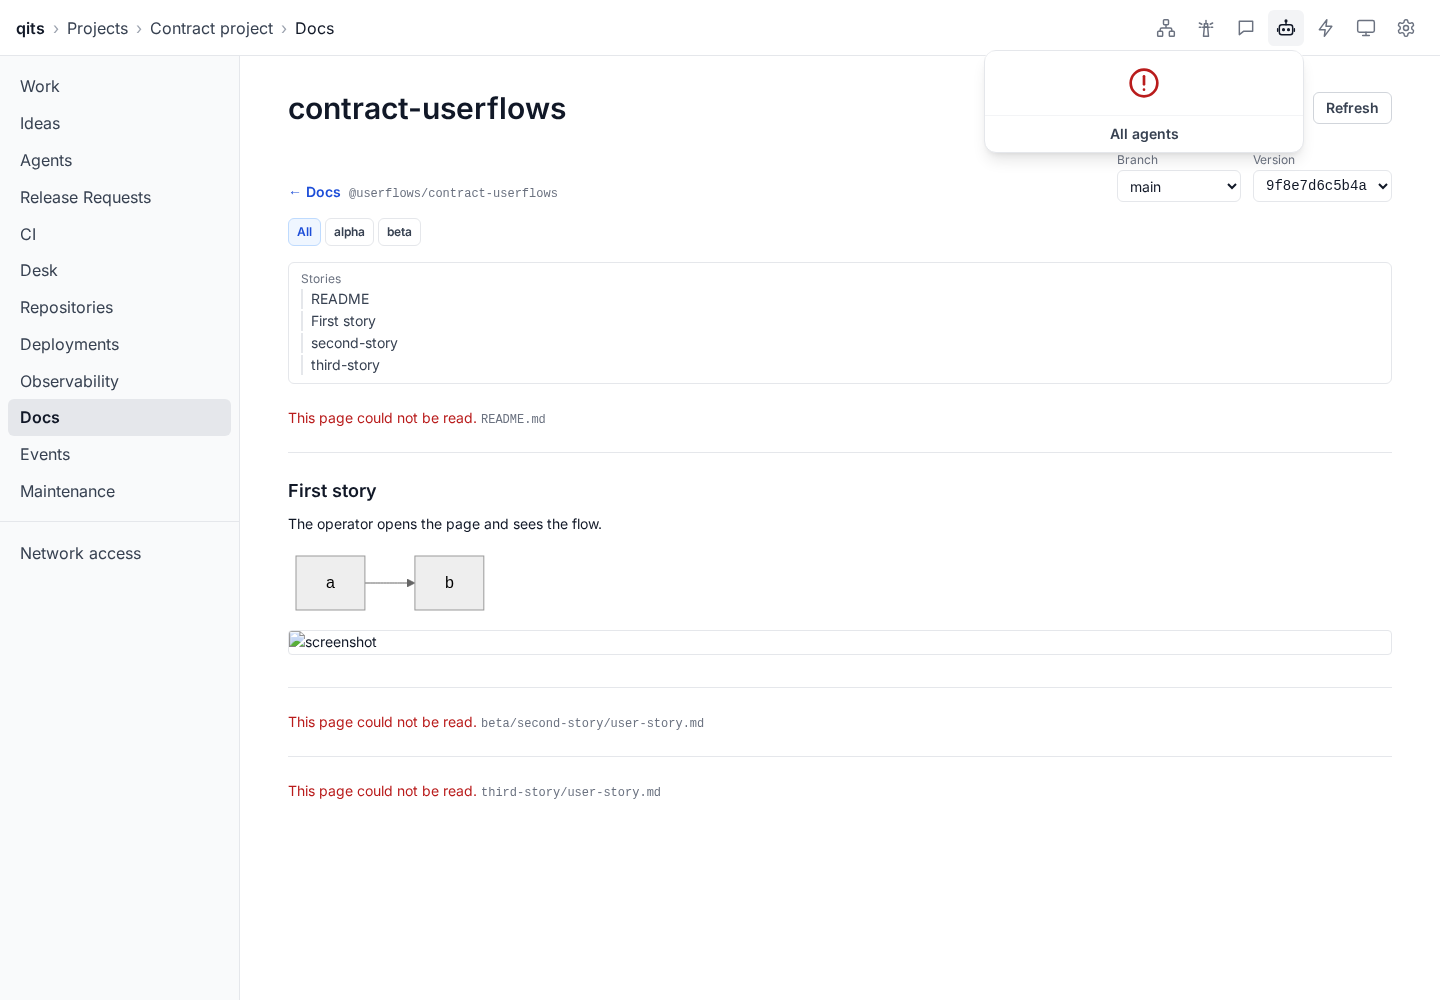 qits › Projects › Contract project › Docs
Work
Ideas
Agents
Release Requests
CI
Desk
Repositories
Deployments
Observability
Docs
Events
Maintenance
Network access
contract-userflows
All agents
Refresh
← Docs @userflows/contract-userflows
Branch
main
Version
9f8e7d6c5b4a
All alpha beta
Stories
README
First story
second-story
third-story
This page could not be read. README.md
First story
The operator opens the page and sees the flow.
a b
screenshot
This page could not be read. beta/second-story/user-story.md
This page could not be read. third-story/user-story.md